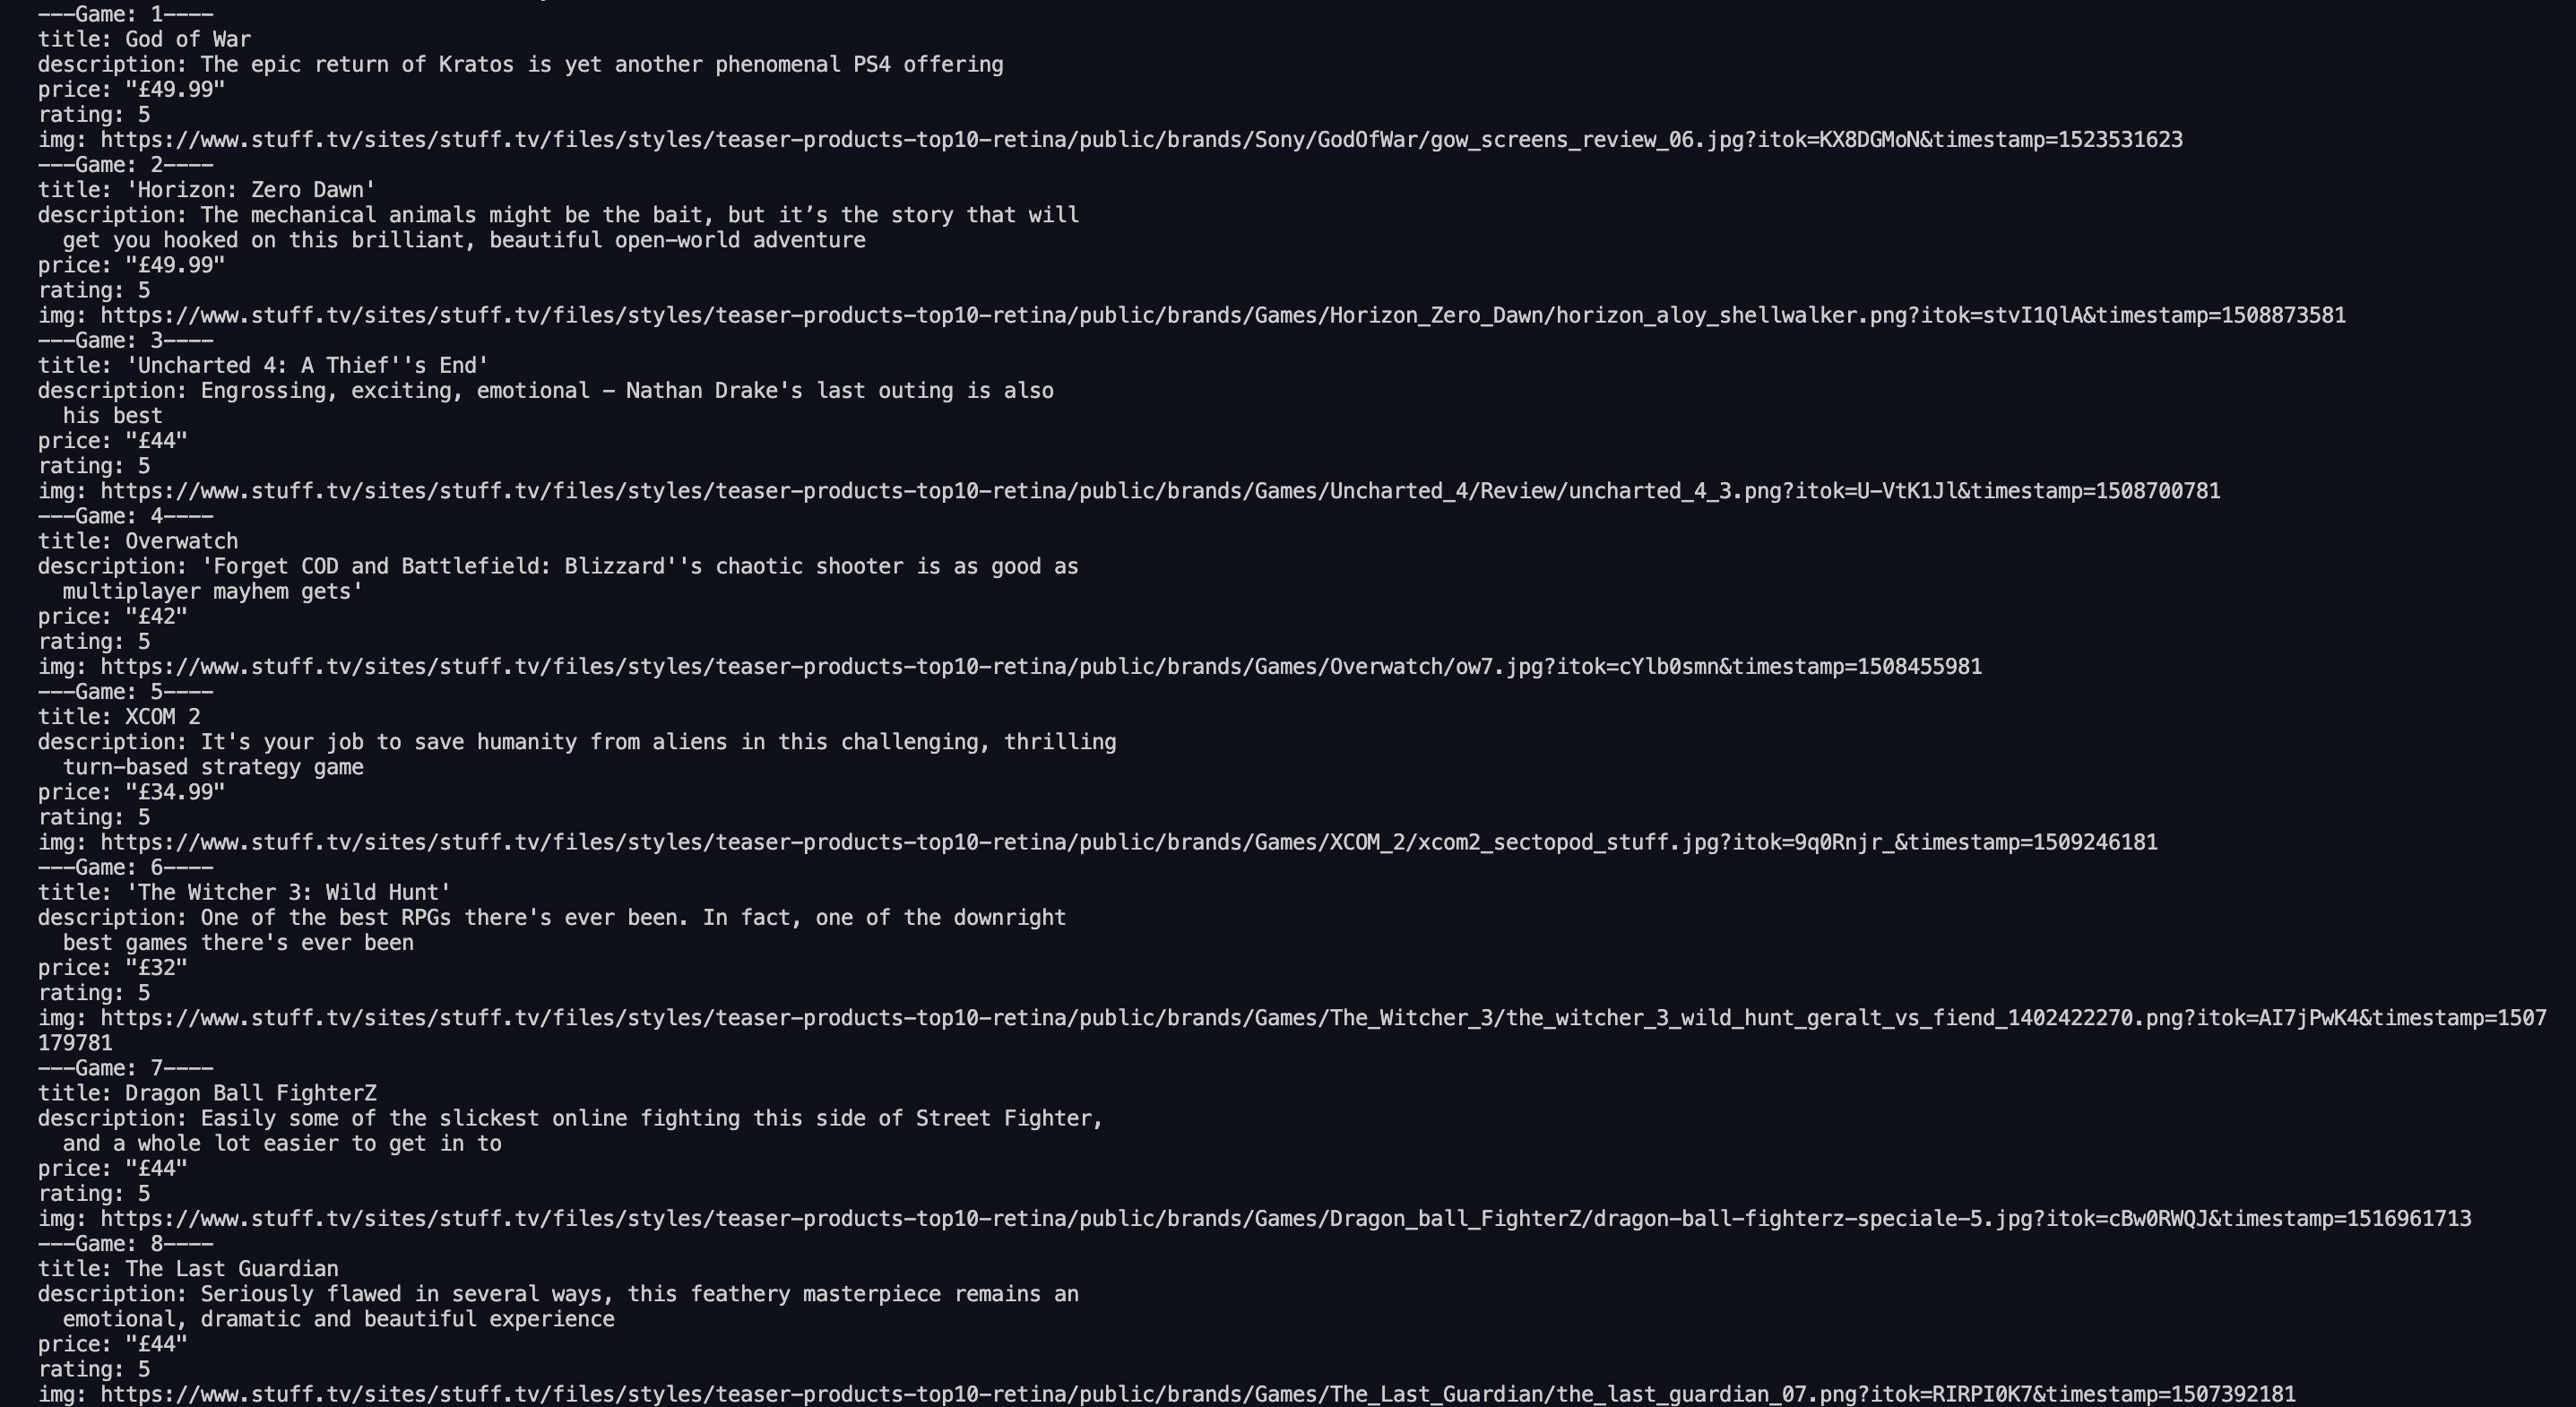 ---Game: 1----
title: God of War
description: The epic return of Kratos is yet another phenomenal PS4 offering
price: "£49.99"
rating: 5
img: https://www.stuff.tv/sites/stuff.tv/files/styles/teaser-products-top10-retina/public/brands/Sony/GodOfWar/gow_screens_review_06.jpg?itok=KX8DGMoN&timestamp=1523531623
---Game: 2----
title: 'Horizon: Zero Dawn'
description: The mechanical animals might be the bait, but it’s the story that will
  get you hooked on this brilliant, beautiful open-world adventure
price: "£49.99"
rating: 5
img: https://www.stuff.tv/sites/stuff.tv/files/styles/teaser-products-top10-retina/public/brands/Games/Horizon_Zero_Dawn/horizon_aloy_shellwalker.png?itok=stvI1QlA&timestamp=1508873581
---Game: 3----
title: 'Uncharted 4: A Thief''s End'
description: Engrossing, exciting, emotional – Nathan Drake's last outing is also
  his best
price: "£44"
rating: 5
img: https://www.stuff.tv/sites/stuff.tv/files/styles/teaser-products-top10-retina/public/brands/Games/Uncharted_4/Review/uncharted_4_3.png?itok=U-VtK1Jl&timestamp=1508700781
---Game: 4----
title: Overwatch
description: 'Forget COD and Battlefield: Blizzard''s chaotic shooter is as good as
  multiplayer mayhem gets'
price: "£42"
rating: 5
img: https://www.stuff.tv/sites/stuff.tv/files/styles/teaser-products-top10-retina/public/brands/Games/Overwatch/ow7.jpg?itok=cYlb0smn&timestamp=1508455981
---Game: 5----
title: XCOM 2
description: It's your job to save humanity from aliens in this challenging, thrilling
  turn-based strategy game
price: "£34.99"
rating: 5
img: https://www.stuff.tv/sites/stuff.tv/files/styles/teaser-products-top10-retina/public/brands/Games/XCOM_2/xcom2_sectopod_stuff.jpg?itok=9q0Rnjr_&timestamp=1509246181
---Game: 6----
title: 'The Witcher 3: Wild Hunt'
description: One of the best RPGs there's ever been. In fact, one of the downright
  best games there's ever been
price: "£32"
rating: 5
img: https://www.stuff.tv/sites/stuff.tv/files/styles/teaser-products-top10-retina/public/brands/Games/The_Witcher_3/the_witcher_3_wild_hunt_geralt_vs_fiend_1402422270.png?itok=AI7jPwK4&timestamp=1507
179781
---Game: 7----
title: Dragon Ball FighterZ
description: Easily some of the slickest online fighting this side of Street Fighter,
  and a whole lot easier to get in to
price: "£44"
rating: 5
img: https://www.stuff.tv/sites/stuff.tv/files/styles/teaser-products-top10-retina/public/brands/Games/Dragon_ball_FighterZ/dragon-ball-fighterz-speciale-5.jpg?itok=cBw0RWQJ&timestamp=1516961713
---Game: 8----
title: The Last Guardian
description: Seriously flawed in several ways, this feathery masterpiece remains an
  emotional, dramatic and beautiful experience
price: "£44"
rating: 5
img: https://www.stuff.tv/sites/stuff.tv/files/styles/teaser-products-top10-retina/public/brands/Games/The_Last_Guardian/the_last_guardian_07.png?itok=RIRPI0K7&timestamp=1507392181